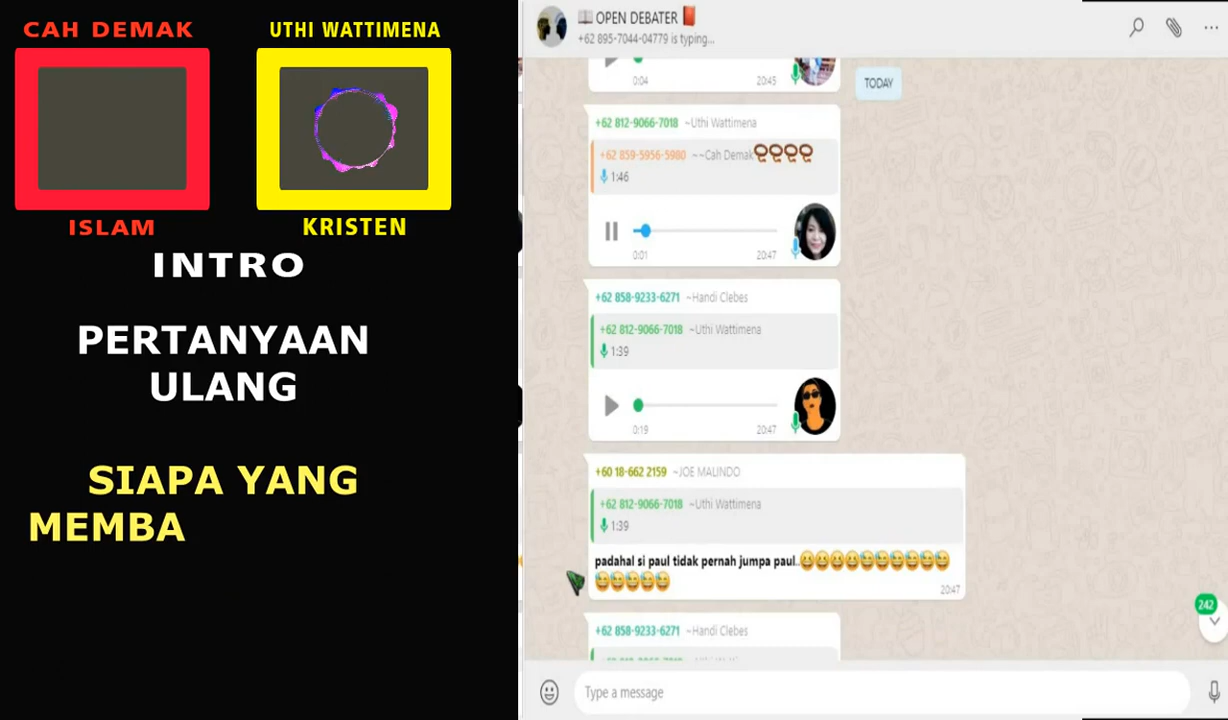 CAH DEMAK
UTHI WATTIMENA
ISLAM
KRISTEN
INTRO
PERTANYAAN
ULANG
SIAPA YANG
MEMBA
OPEN DEBATER
+62 895-7044-04779 is typing...
0:04
20:45
TODAY
+62 812-9066-7018 ~Uthi Wattimena
+62 859-5956-5980 ~~Cah Demak
1:46
0:01
20:47
+62 858-9233-6271 ~Handi Clebes
+62 812-9066-7018 ~Uthi Wattimena
1:39
0:19
20:47
+60 18-662 2159 ~JOE MALINDO
+62 812-9066-7018 ~Uthi Wattimena
1:39
padahal si paul tidak pernah jumpa paul..😀😀😀😀😅😅😅😅😅😅
😅😅😅😅😅
20:47
242
+62 858-9233-6271 ~Handi Clebes
Type a message